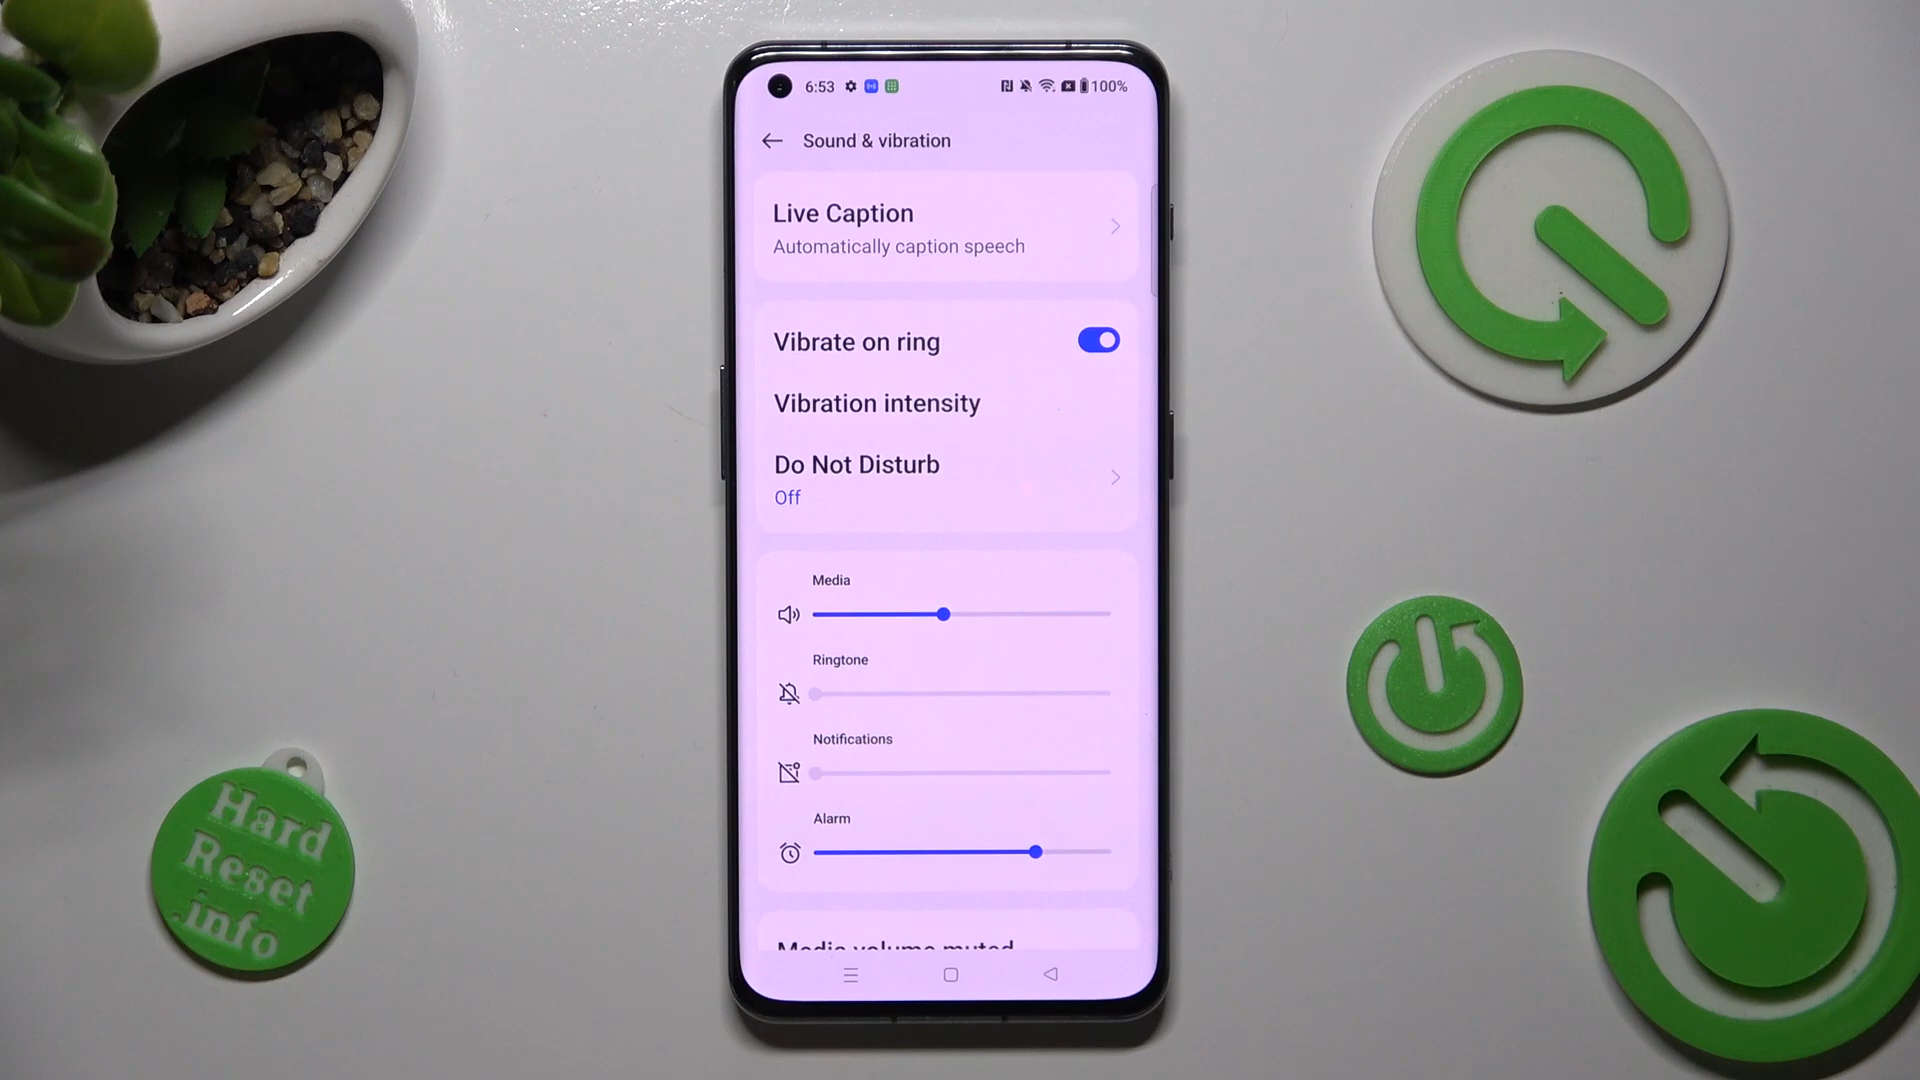 6:53
100%
Sound & vibration
Live Caption
Automatically caption speech
Vibrate on ring
Vibration intensity
Do Not Disturb
Off
Media
Ringtone
Notifications
Alarm
Media volume muted
Hard
Reset
.info